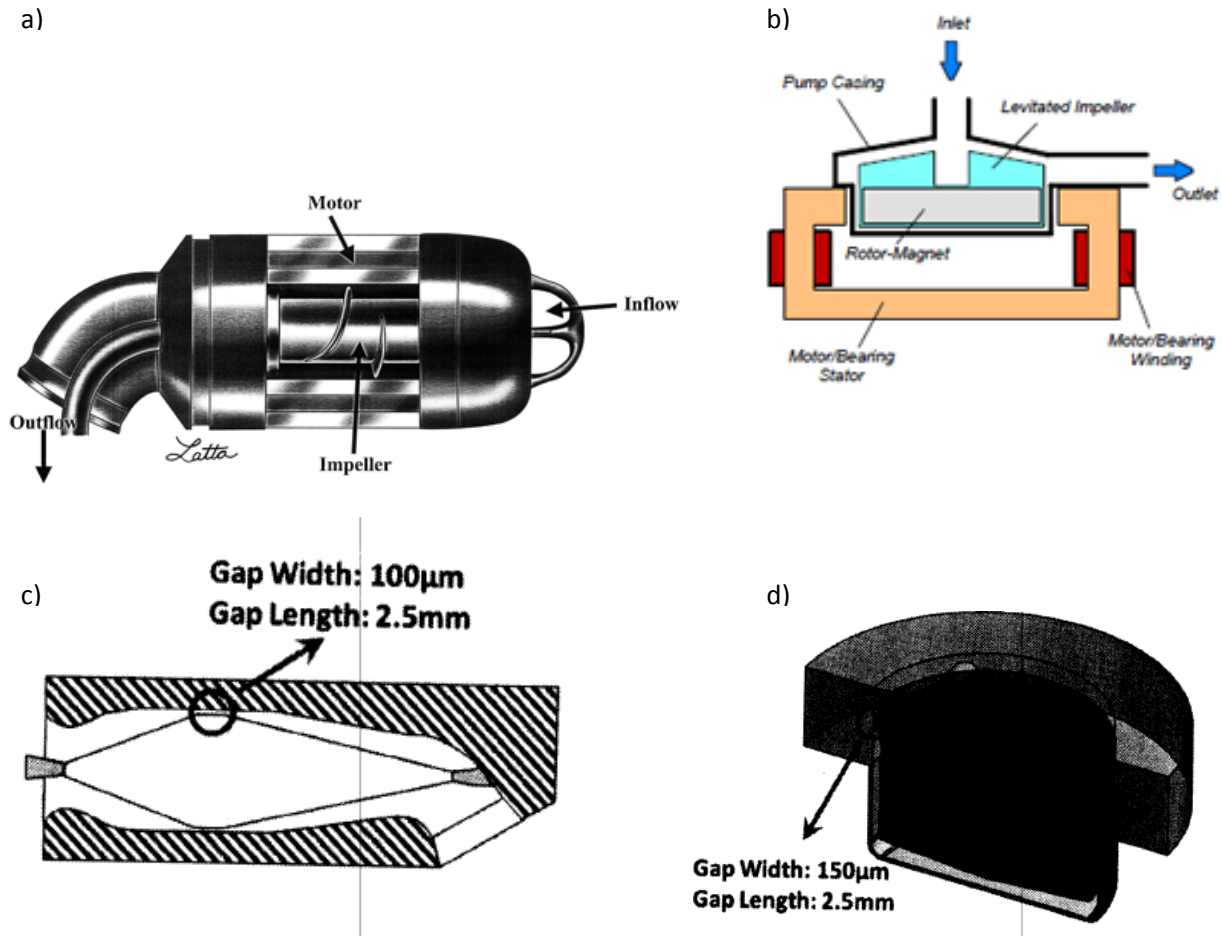 a)
Motor
Inflow
Outflow
Latta
Impeller
b)
Inlet
Pump Casing
Levitated Impeller
Outlet
Rotor-Magnet
Motor/Bearing
Stator
Motor/Bearing
Winding
c)
Gap Width: 100µm
Gap Length: 2.5mm
d)
Gap Width: 150µm
Gap Length: 2.5mm